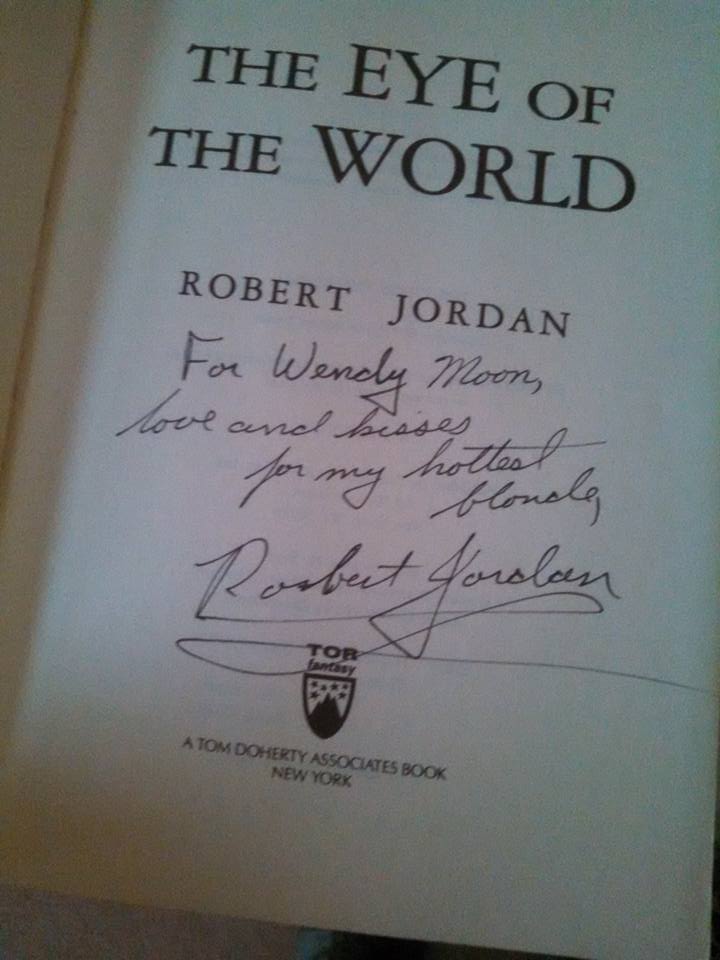 THE EYE OF
THE WORLD
ROBERT JORDAN
For Wendy Moon,
love and kisses
for my hottest
blonde,
Robert Jordan
TOR
fantasy
A TOM DOHERTY ASSOCIATES BOOK
NEW YORK